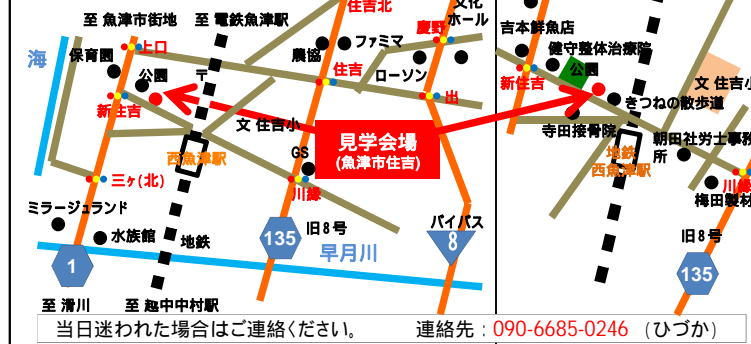 至 魚津市街地
至 電鉄魚津駅
住吉北
ホール
慶野
上口
海
保育園
公園
〒
農協
ファミマ
住吉
ローソン
新住吉
出
文 住吉小
見学会場
(魚津市住吉)
西魚津駅
GS
三ヶ(北)
川縁
ミラージュランド
水族館
地鉄
135
旧8号
早月川
バイパス
8
1
至 滑川
至 越中中村駅
吉本鮮魚店
健守整体治療院
新住吉
公園
文 住吉小
きつねの散歩道
寺田接骨院
地鉄
西魚津駅
朝田社労士事務
所
川縁
梅田製材
旧8号
135
当日迷われた場合はご連絡ください。
連絡先:090-6685-0246 (ひづか)